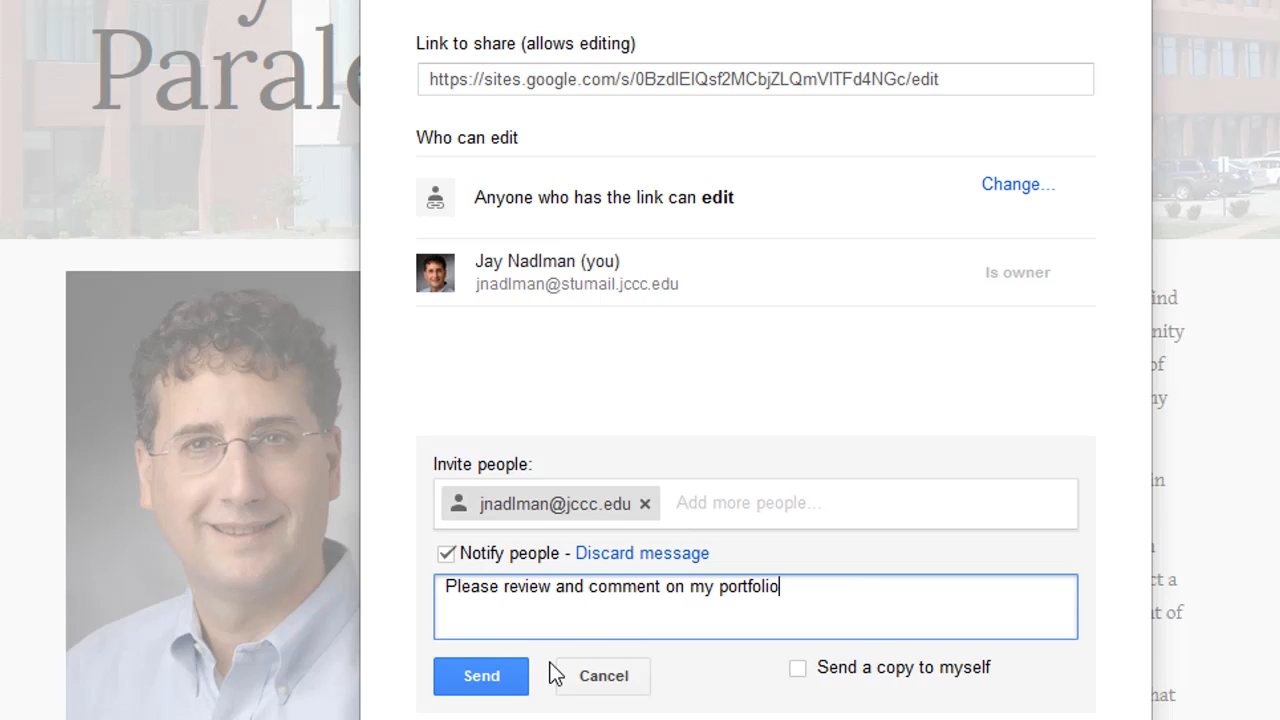 Parale
Link to share (allows editing)
https://sites.google.com/s/0BzdlElQsf2MCbjZLQmVlTFd4NGc/edit
Who can edit
Anyone who has the link can edit
Change...
Jay Nadlman (you)
jnadlman@stumail.jccc.edu
Is owner
ind
nity
of
ny
in
ct a
t of
hat
Invite people:
jnadlman@jccc.edu × Add more people...
Notify people - Discard message
Please review and comment on my portfolio
Send
Cancel
Send a copy to myself